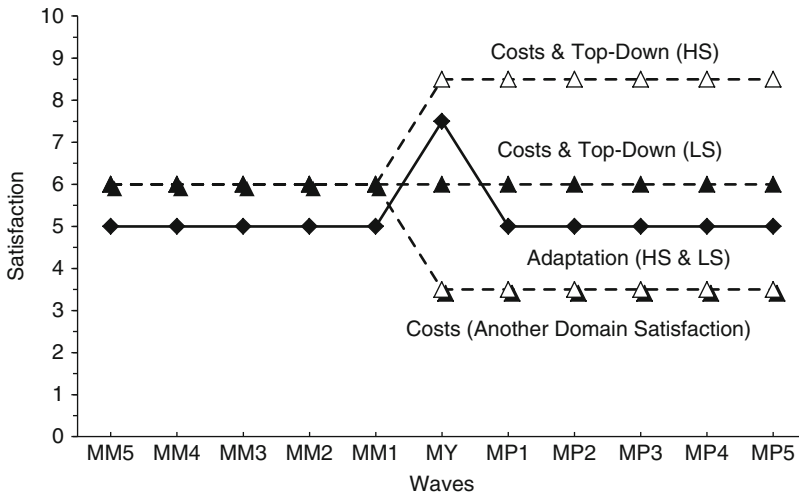 10
9
8
7
6
5
4
3
2
1
0
Satisfaction
Costs & Top-Down (HS)
Costs & Top-Down (LS)
Adaptation (HS & LS)
Costs (Another Domain Satisfaction)
MM5 MM4 MM3 MM2 MM1 MY MP1 MP2 MP3 MP4 MP5
Waves